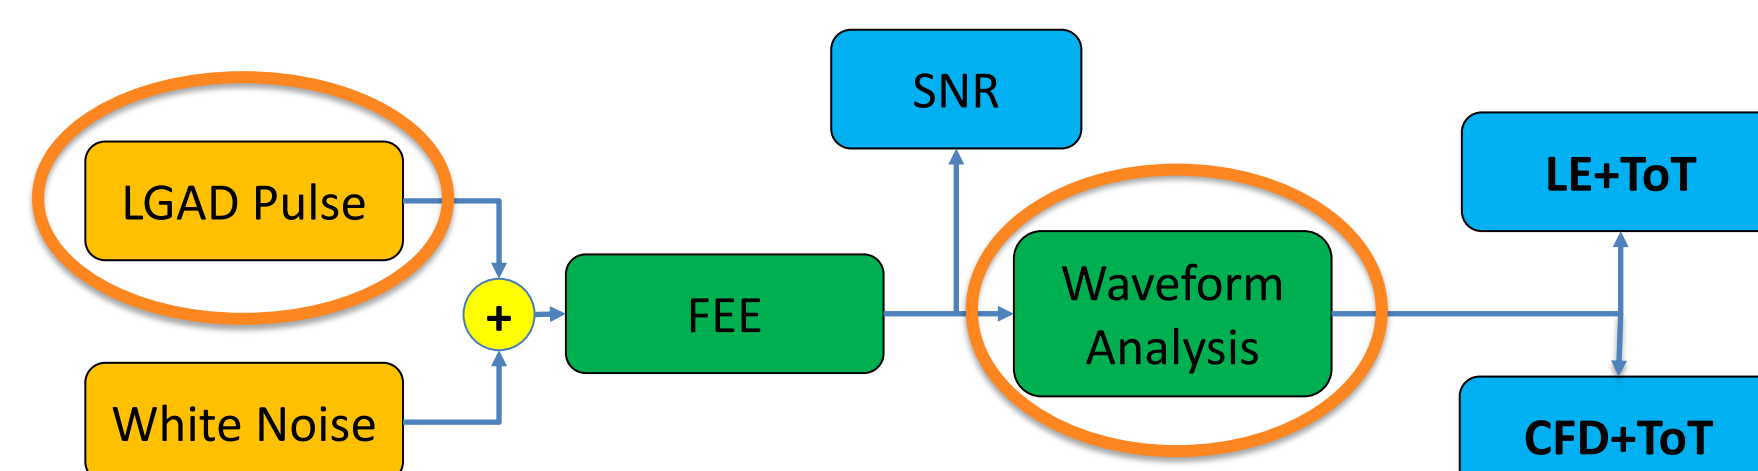 SNR
LGAD Pulse
LE+ToT
+
FEE
Waveform
Analysis
White Noise
CFD+ToT